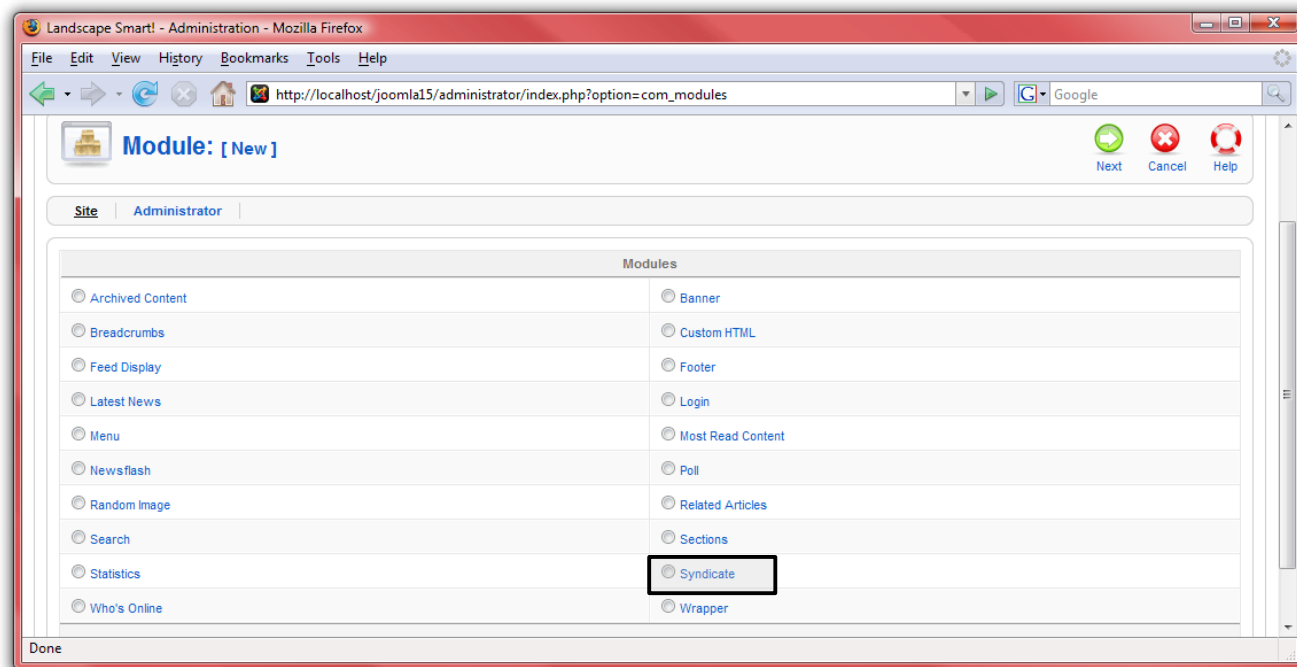 Landscape Smart! - Administration - Mozilla Firefox
File Edit View History Bookmarks Tools Help
http://localhost/joomla15/administrator/index.php?option=com_modules G Google
Module: [ New ]
Next Cancel Help
Site Administrator
Modules
Archived Content Banner
Breadcrumbs Custom HTML
Feed Display Footer
Latest News Login
Menu Most Read Content
Newsflash Poll
Random Image Related Articles
Search Sections
Statistics Syndicate
Who's Online Wrapper
Done